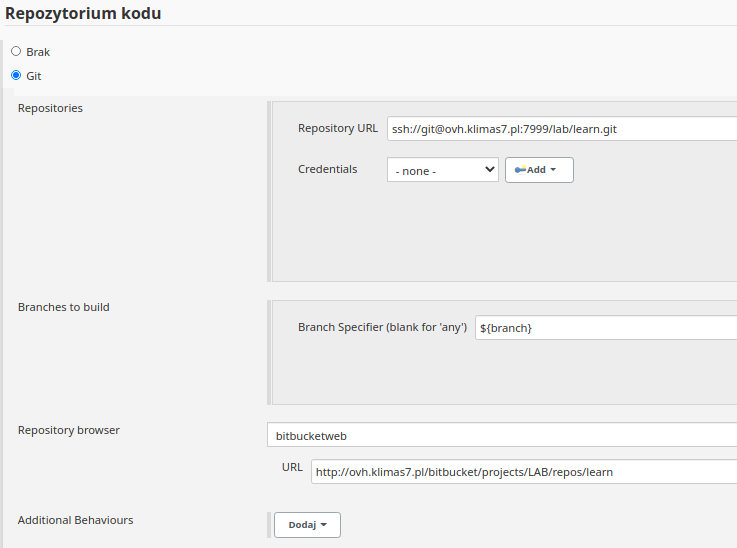 Repozytorium kodu
Brak
Git
Repositories
Repository URL ssh://git@ovh.klimas7.pl:7999/lab/learn.git
Credentials - none - Add
Branches to build
Branch Specifier (blank for 'any') ${branch}
Repository browser bitbucketweb
URL http://ovh.klimas7.pl/bitbucket/projects/LAB/repos/learn
Additional Behaviours Dodaj